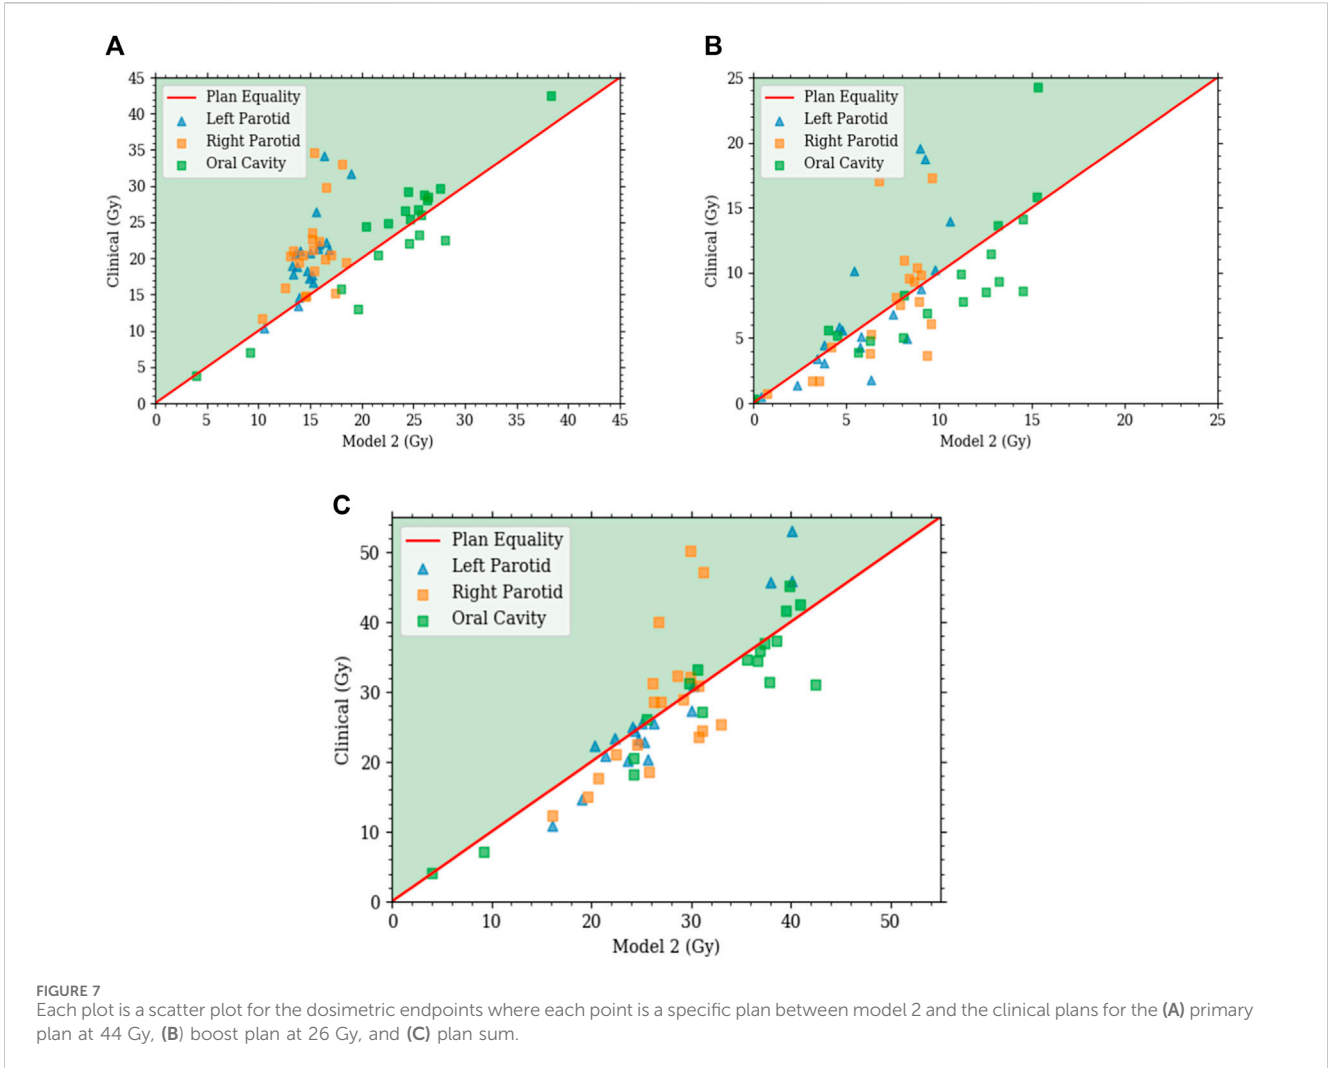 A
45
40
35
30
25
20
15
10
5
0
Clinical (Gy)
Plan Equality
Left Parotid
Right Parotid
Oral Cavity
0 5 10 15 20 25 30 35 40 45
Model 2 (Gy)
B
25
20
15
10
5
0
Clinical (Gy)
Plan Equality
Left Parotid
Right Parotid
Oral Cavity
0 5 10 15 20 25
Model 2 (Gy)
C
50
40
30
20
10
0
Clinical (Gy)
Plan Equality
Left Parotid
Right Parotid
Oral Cavity
0 10 20 30 40 50
Model 2 (Gy)
FIGURE 7
Each plot is a scatter plot for the dosimetric endpoints where each point is a specific plan between model 2 and the clinical plans for the (A) primary
plan at 44 Gy, (B) boost plan at 26 Gy, and (C) plan sum.